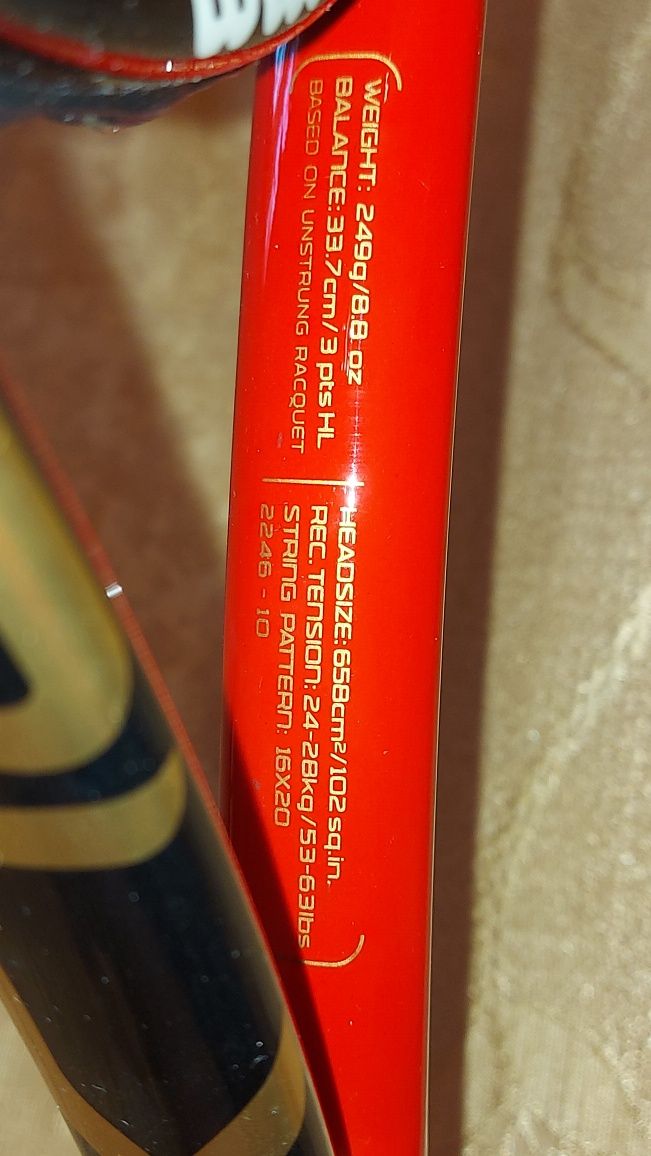 WEIGHT: 249g/8.8 oz
BALANCE: 33.7cm/3 pts HL
BASED ON UNSTRUNG RACQUET
HEADSIZE: 658cm²/102 sq.in.
REC. TENSION: 24-28kg/53-63lbs
STRING PATTERN: 16X20
2246 - 10